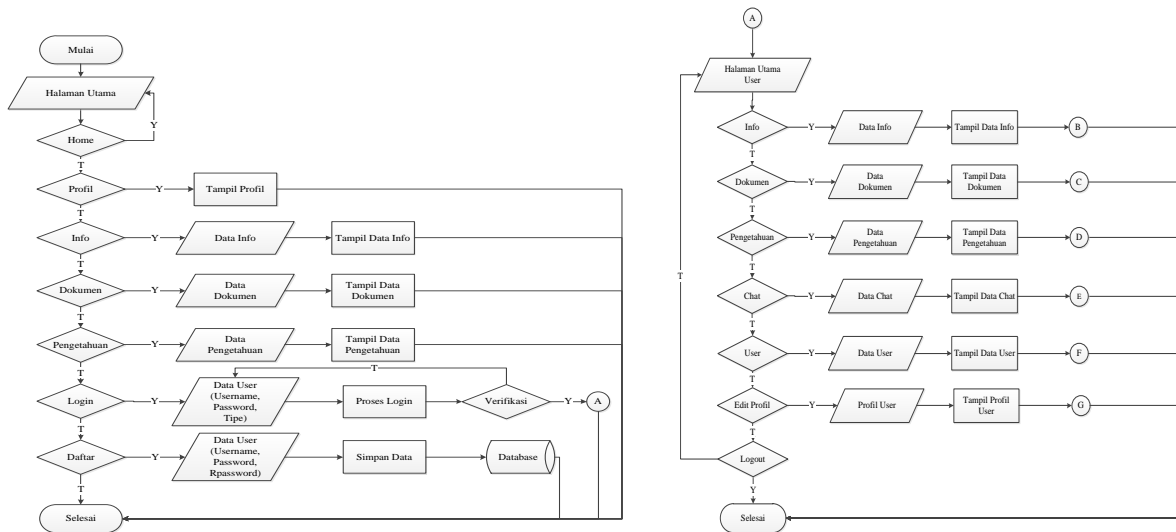 Mulai
Halaman Utama
Y
Home
T
Profil
Y
Tampil Profil
T
Info
Y
Data Info
Tampil Data Info
T
Dokumen
Y
Data
Dokumen
Tampil Data
Dokumen
T
Pengetahuan
Y
Data
Pengetahuan
Tampil Data
Pengetahuan
T
T
Login
Y
Data User
(Username,
Password,
Tipe)
Proses Login
Verifikasi
Y
A
T
Daftar
Y
Data User
(Username,
Password,
Rpassword)
Simpan Data
Database
T
Selesai
A
Halaman Utama
User
Info
Y
Data Info
Tampil Data Info
B
T
Dokumen
Y
Data
Dokumen
Tampil Data
Dokumen
C
T
Pengetahuan
Y
Data
Pengetahuan
Tampil Data
Pengetahuan
D
T
T
Chat
Y
Data Chat
Tampil Data Chat
E
T
User
Y
Data User
Tampil Data User
F
T
Edit Profil
Y
Profil User
Tampil Profil
User
G
T
Logout
Y
Selesai